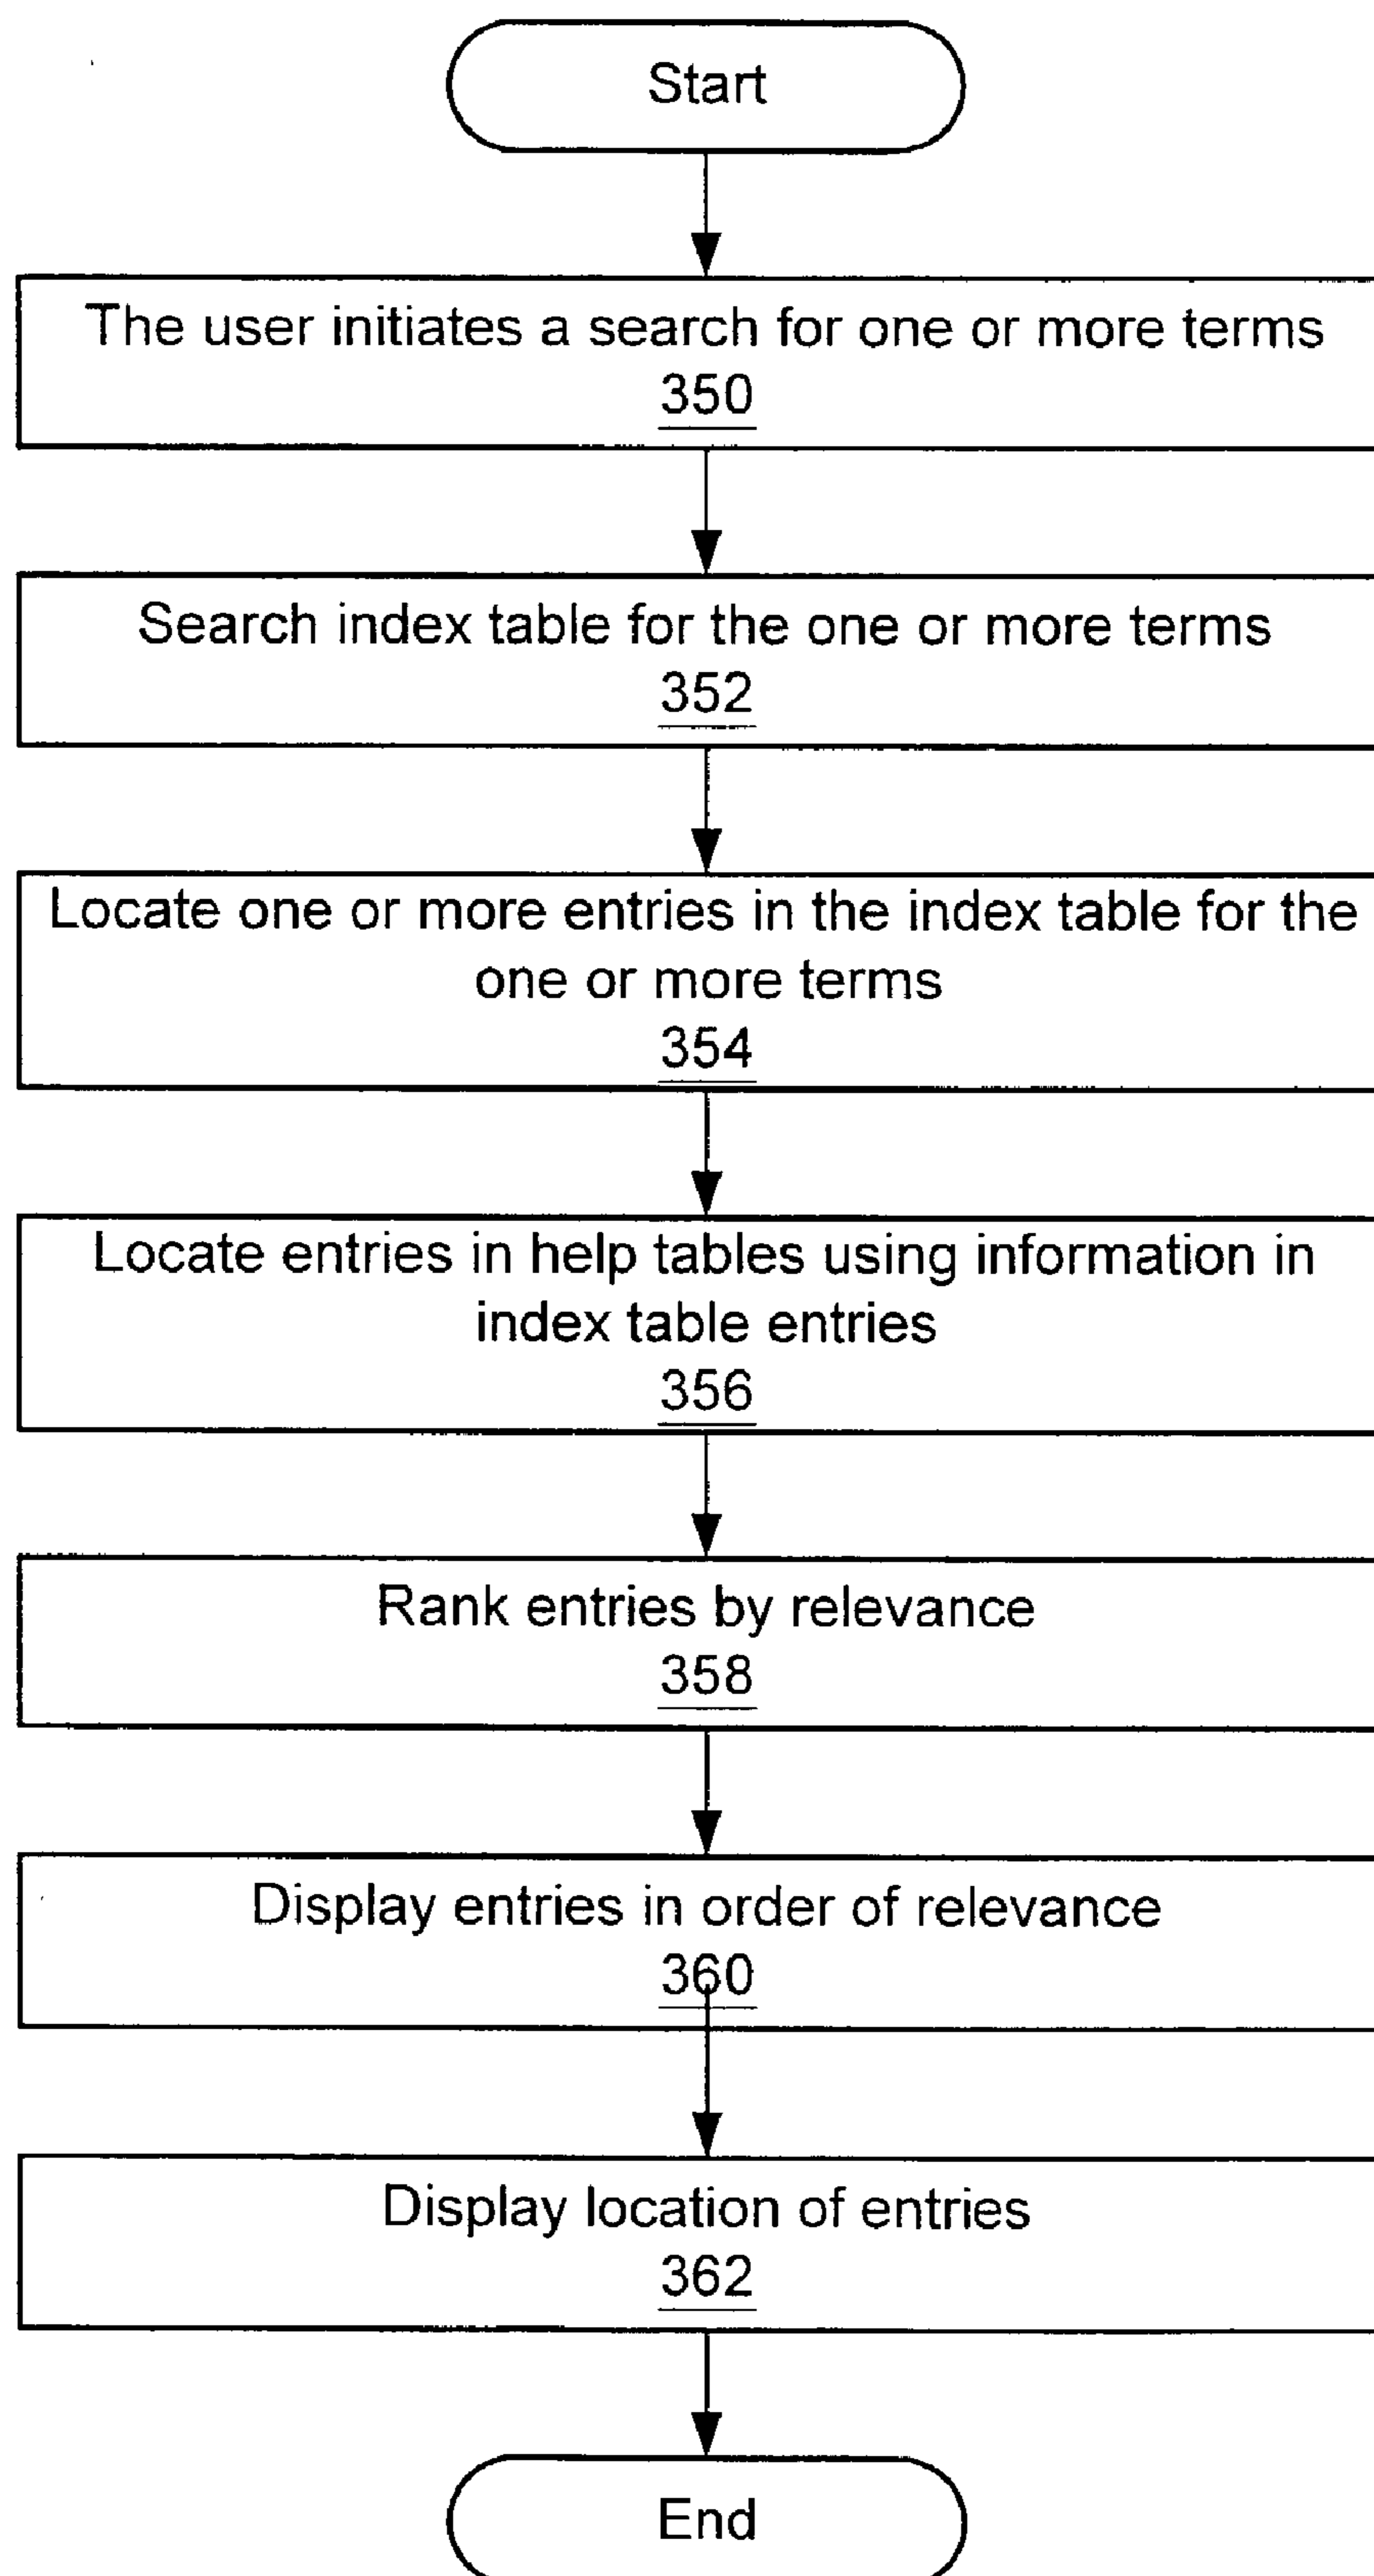 Start
The user initiates a search for one or more terms
350
Search index table for the one or more terms
352
Locate one or more entries in the index table for the
one or more terms
354
Locate entries in help tables using information in
index table entries
356
Rank entries by relevance
358
Display entries in order of relevance
360
Display location of entries
362
End